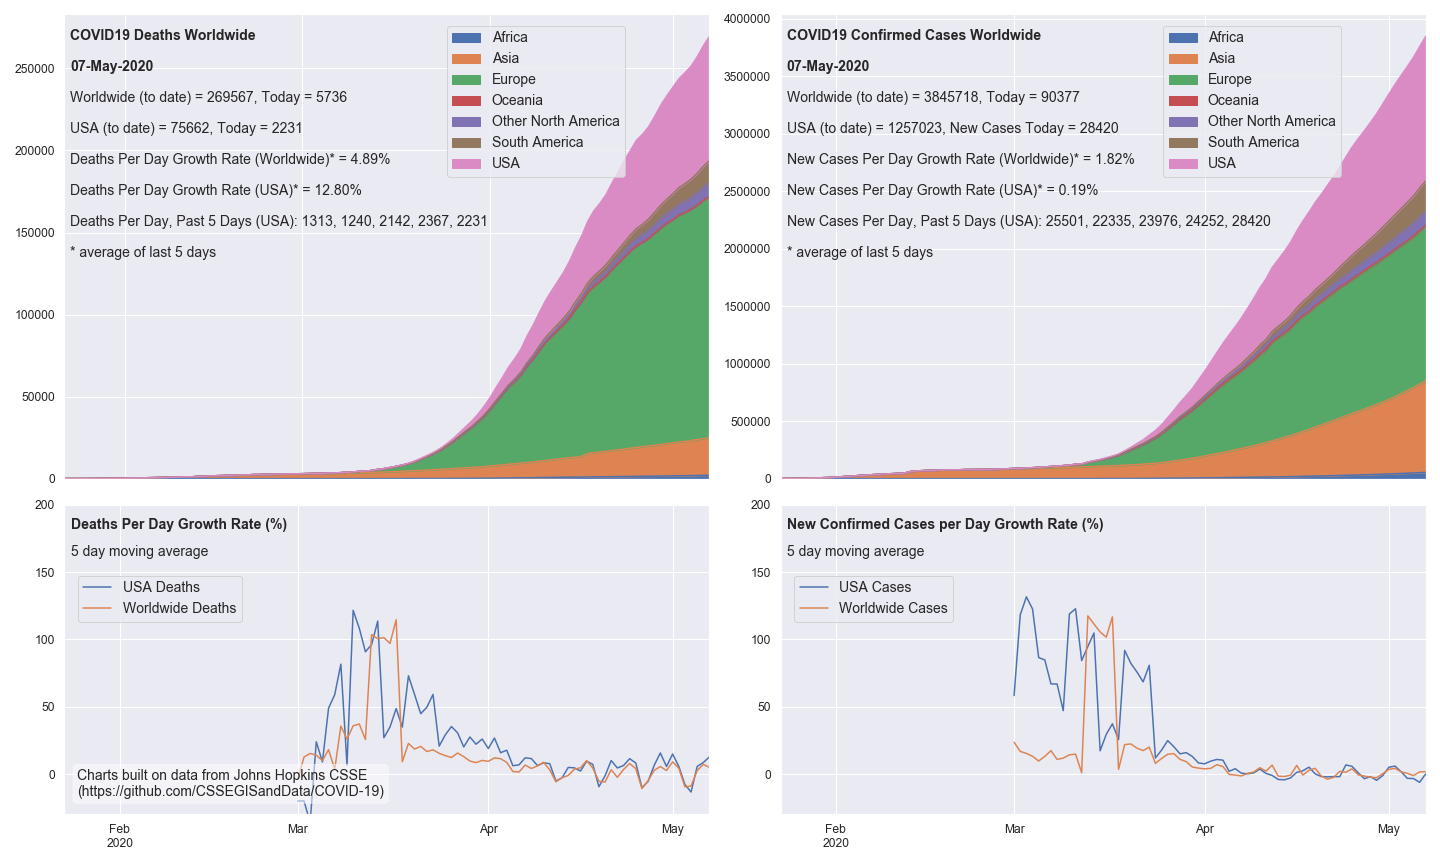 COVID19 Deaths Worldwide
07-May-2020
Worldwide (to date) = 269567, Today = 5736
USA (to date) = 75662, Today = 2231
Deaths Per Day Growth Rate (Worldwide)* = 4.89%
Deaths Per Day Growth Rate (USA)* = 12.80%
Deaths Per Day, Past 5 Days (USA): 1313, 1240, 2142, 2367, 2231
* average of last 5 days
Africa
Asia
Europe
Oceania
Other North America
South America
USA
250000
200000
150000
100000
50000
0
COVID19 Confirmed Cases Worldwide
07-May-2020
Worldwide (to date) = 3845718, Today = 90377
USA (to date) = 1257023, New Cases Today = 28420
New Cases Per Day Growth Rate (Worldwide)* = 1.82%
New Cases Per Day Growth Rate (USA)* = 0.19%
New Cases Per Day, Past 5 Days (USA): 25501, 22335, 23976, 24252, 28420
* average of last 5 days
Africa
Asia
Europe
Oceania
Other North America
South America
USA
4000000
3500000
3000000
2500000
2000000
1500000
1000000
500000
0
Deaths Per Day Growth Rate (%)
5 day moving average
USA Deaths
Worldwide Deaths
200
150
100
50
0
Charts built on data from Johns Hopkins CSSE
(https://github.com/CSSEGISandData/COVID-19)
Feb
2020
Mar
Apr
May
New Confirmed Cases per Day Growth Rate (%)
5 day moving average
USA Cases
Worldwide Cases
200
150
100
50
0
Feb
2020
Mar
Apr
May